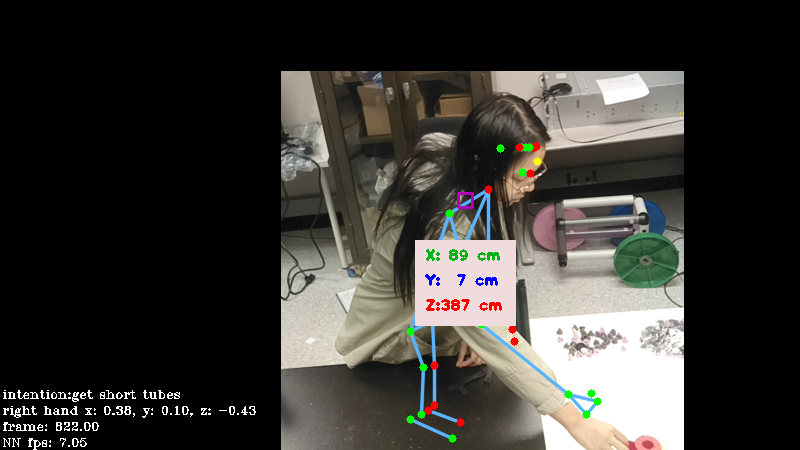 X: 89 cm
Y: 7 cm
Z:387 cm
intention:get short tubes
right hand x: 0.38, y: 0.10, z: -0.43
frame: 822.00
NN fps: 7.05